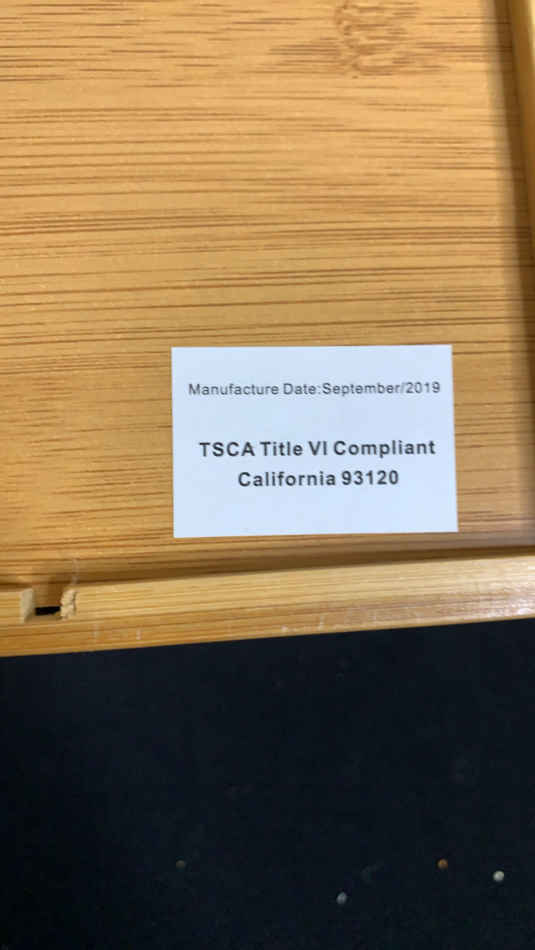 Manufacture Date:September/2019
TSCA Title VI Compliant
California 93120